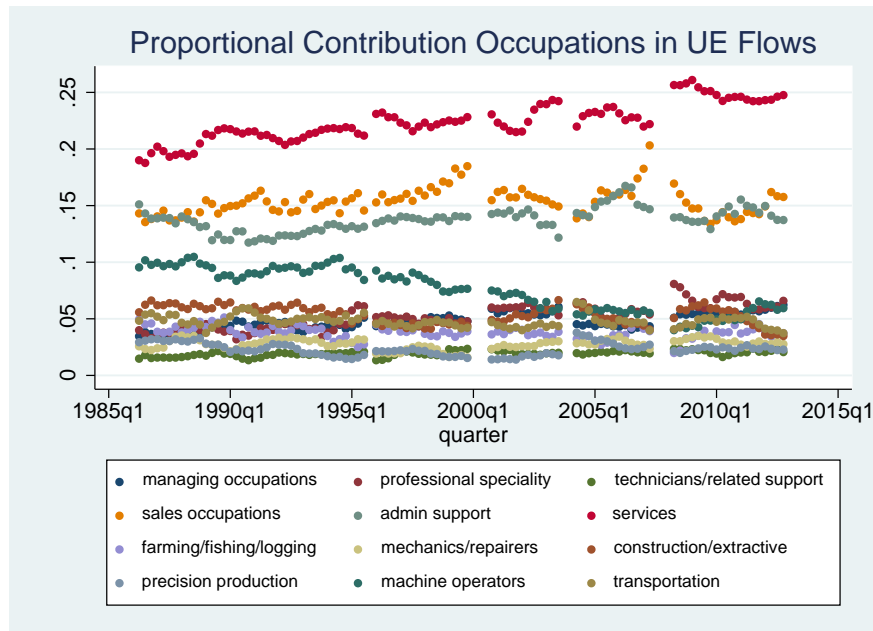 Proportional Contribution Occupations in UE Flows
.25
.2
.15
.1
.05
0
1985q1 1990q1 1995q1 2000q1 2005q1 2010q1 2015q1
quarter
managing occupations professional speciality technicians/related support
sales occupations admin support services
farming/fishing/logging mechanics/repairers construction/extractive
precision production machine operators transportation